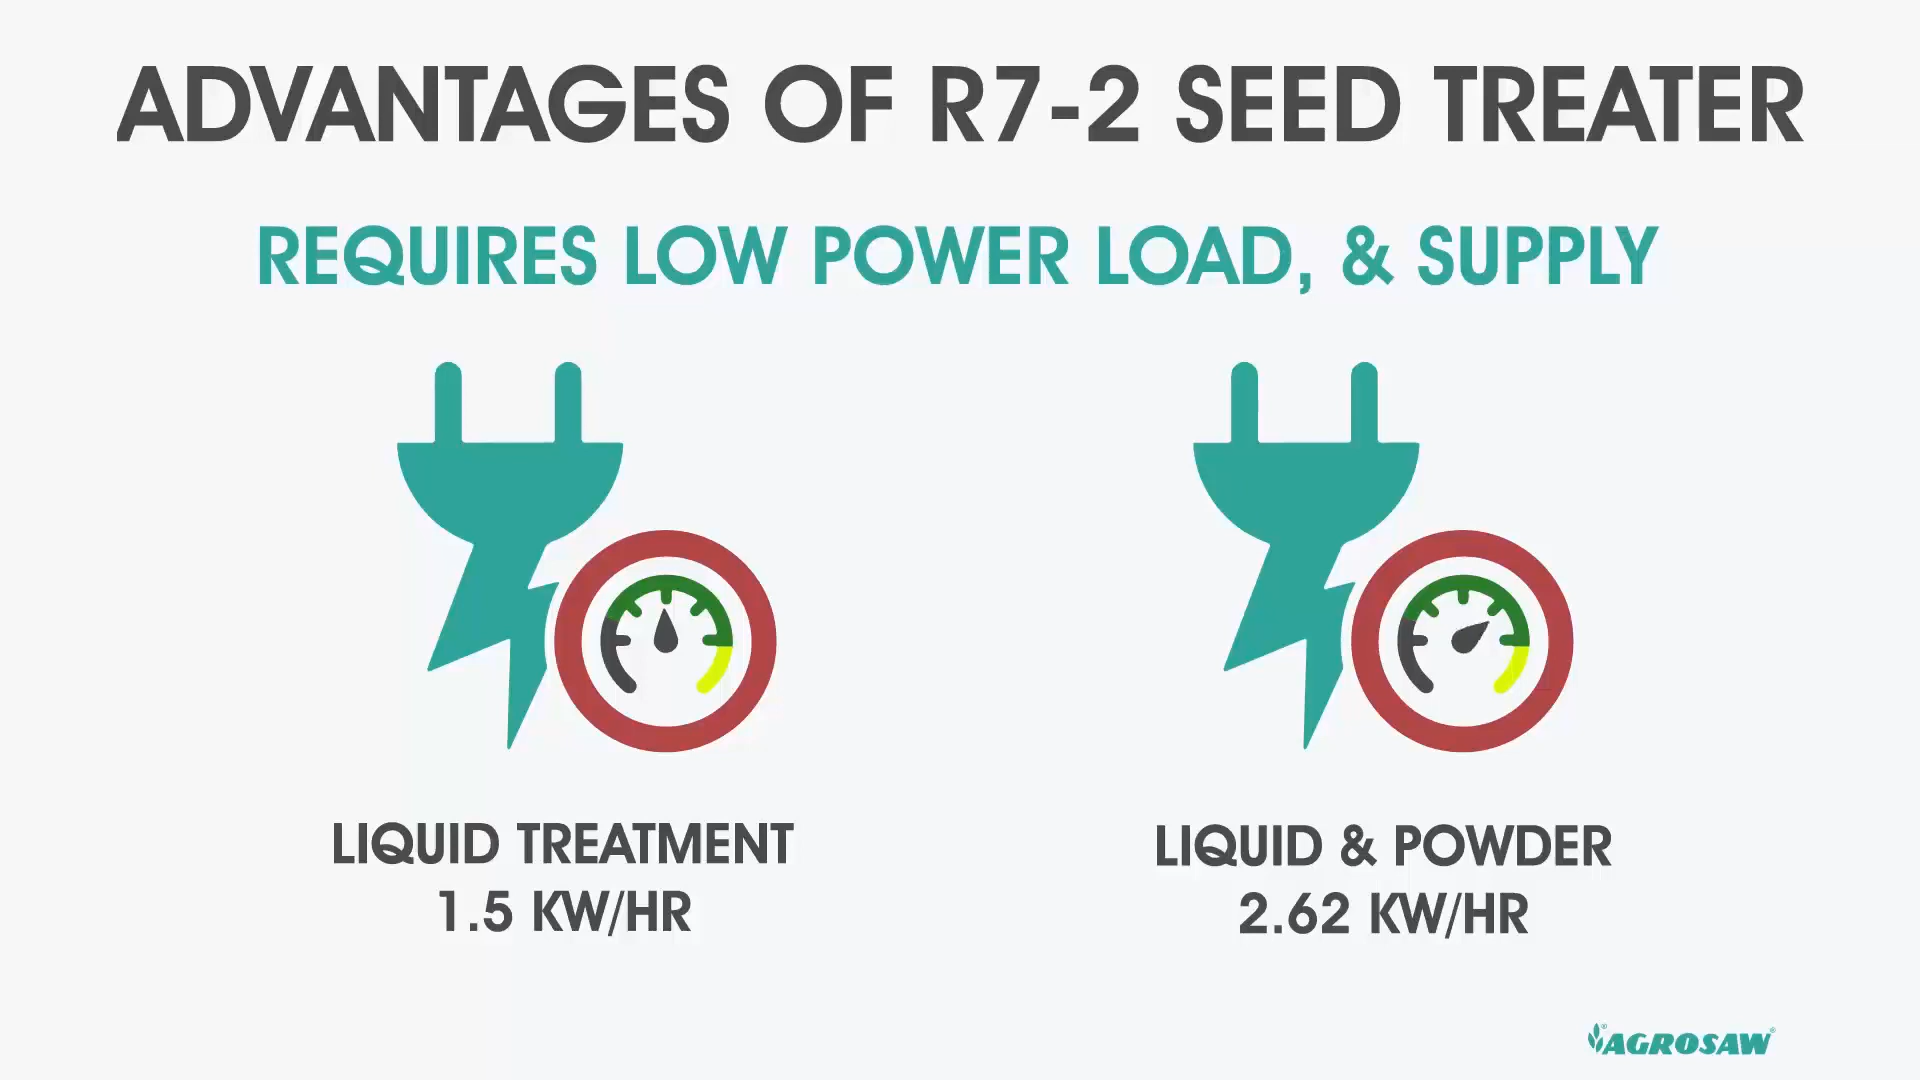 ADVANTAGES OF R7-2 SEED TREATER
REQUIRES LOW POWER LOAD, & SUPPLY
LIQUID TREATMENT
1.5 KW/HR
LIQUID & POWDER
2.62 KW/HR
AGROSAW